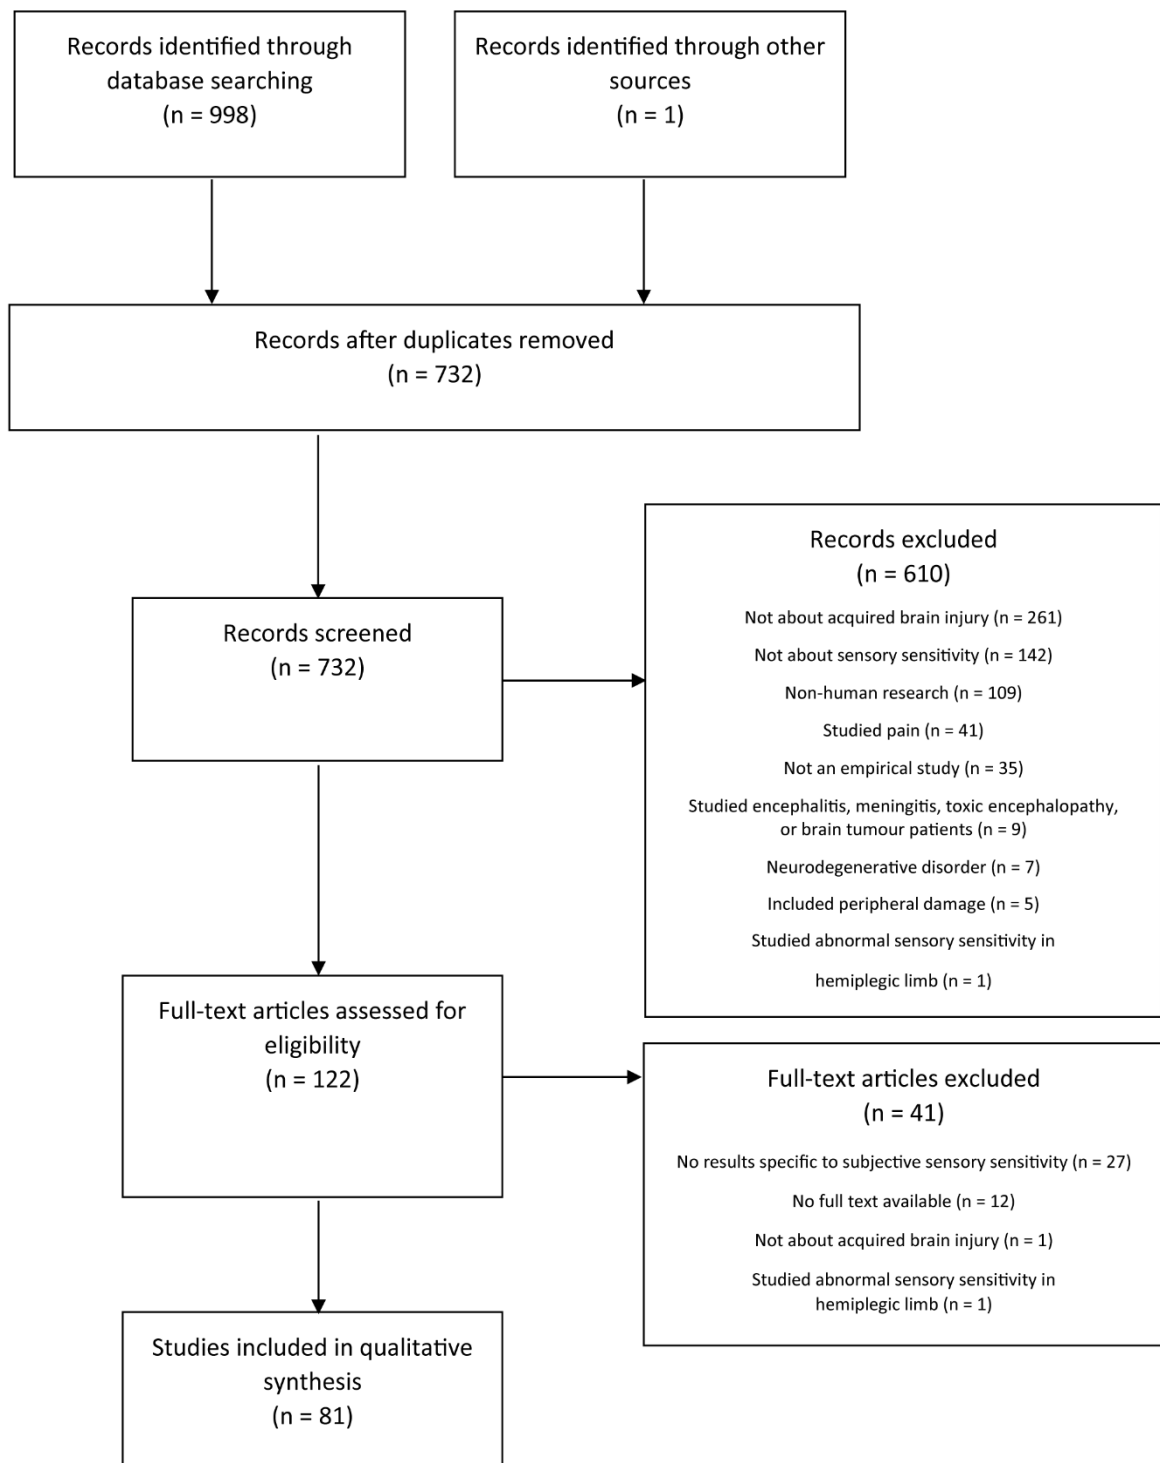 Records identified through
database searching
(n = 998)
Records identified through other
sources
(n = 1)
Records after duplicates removed
(n = 732)
Records screened
(n = 732)
Records excluded
(n = 610)
Not about acquired brain injury (n = 261)
Not about sensory sensitivity (n = 142)
Non-human research (n = 109)
Studied pain (n = 41)
Not an empirical study (n = 35)
Studied encephalitis, meningitis, toxic encephalopathy,
or brain tumour patients (n = 9)
Neurodegenerative disorder (n = 7)
Included peripheral damage (n = 5)
Studied abnormal sensory sensitivity in
hemiplegic limb (n = 1)
Full-text articles assessed for
eligibility
(n = 122)
Full-text articles excluded
(n = 41)
No results specific to subjective sensory sensitivity (n = 27)
No full text available (n = 12)
Not about acquired brain injury (n = 1)
Studied abnormal sensory sensitivity in
hemiplegic limb (n = 1)
Studies included in qualitative
synthesis
(n = 81)